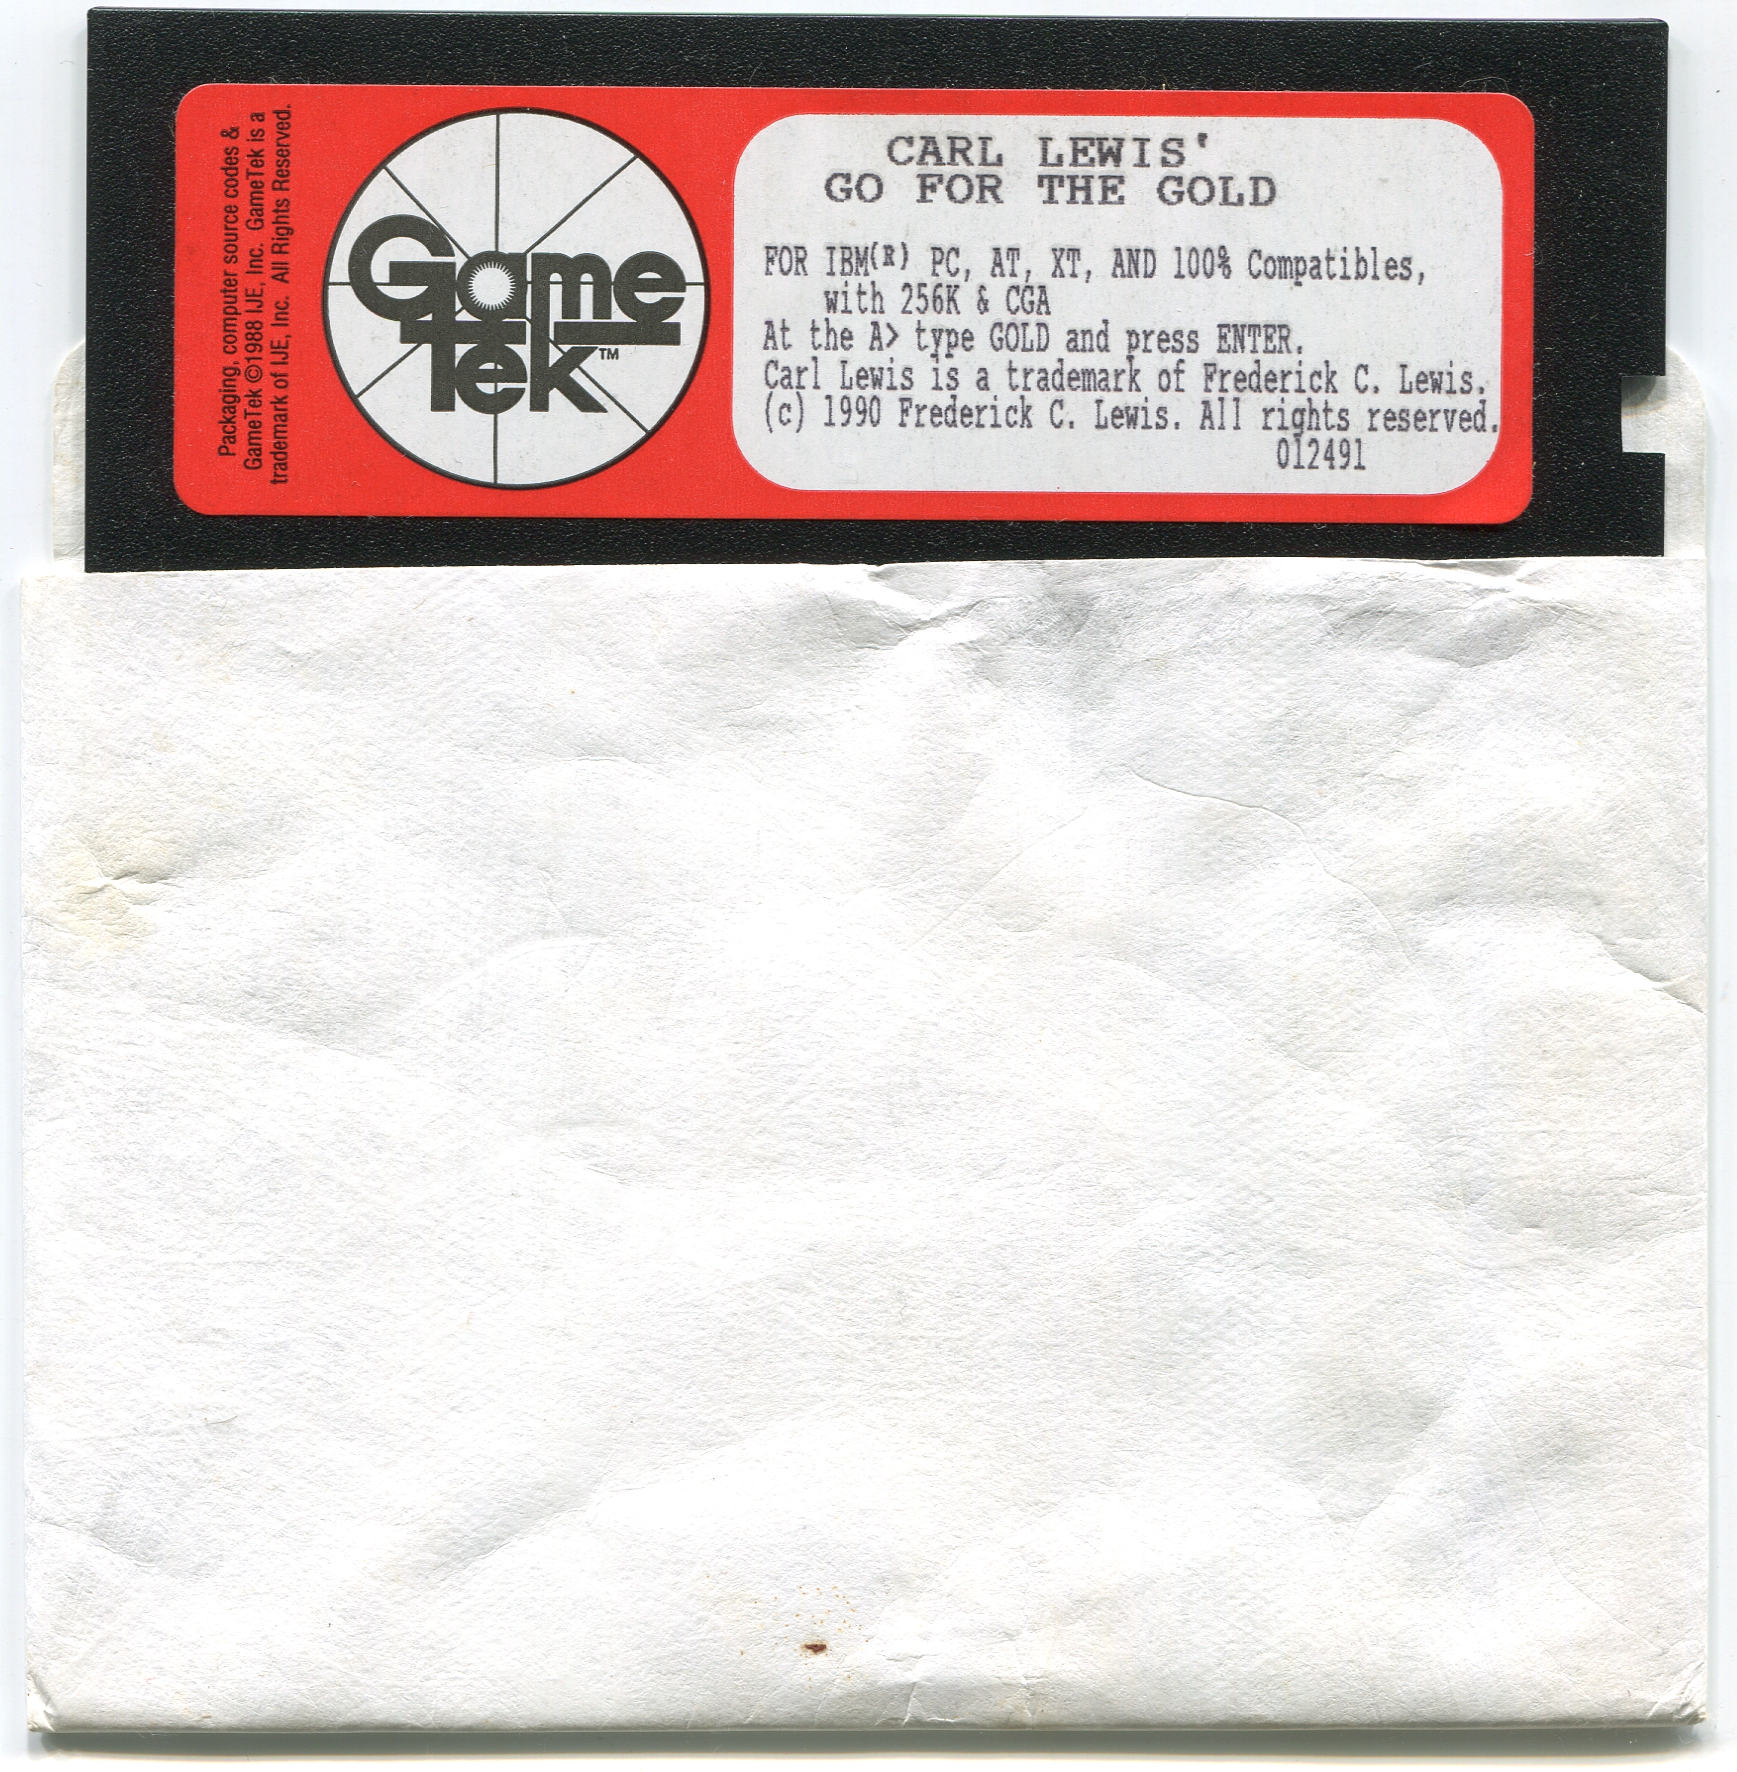 Packaging, computer source codes &
GameTek ©1988 IJE, Inc. GameTek is a
trademark of IJE, Inc. All Rights Reserved.
Game
Tek™
CARL LEWIS'
GO FOR THE GOLD
FOR IBM(R) PC, AT, XT, AND 100% Compatibles,
with 256K & CGA
At the A> type GOLD and press ENTER.
Carl Lewis is a trademark of Frederick C. Lewis.
(c) 1990 Frederick C. Lewis. All rights reserved.
012491